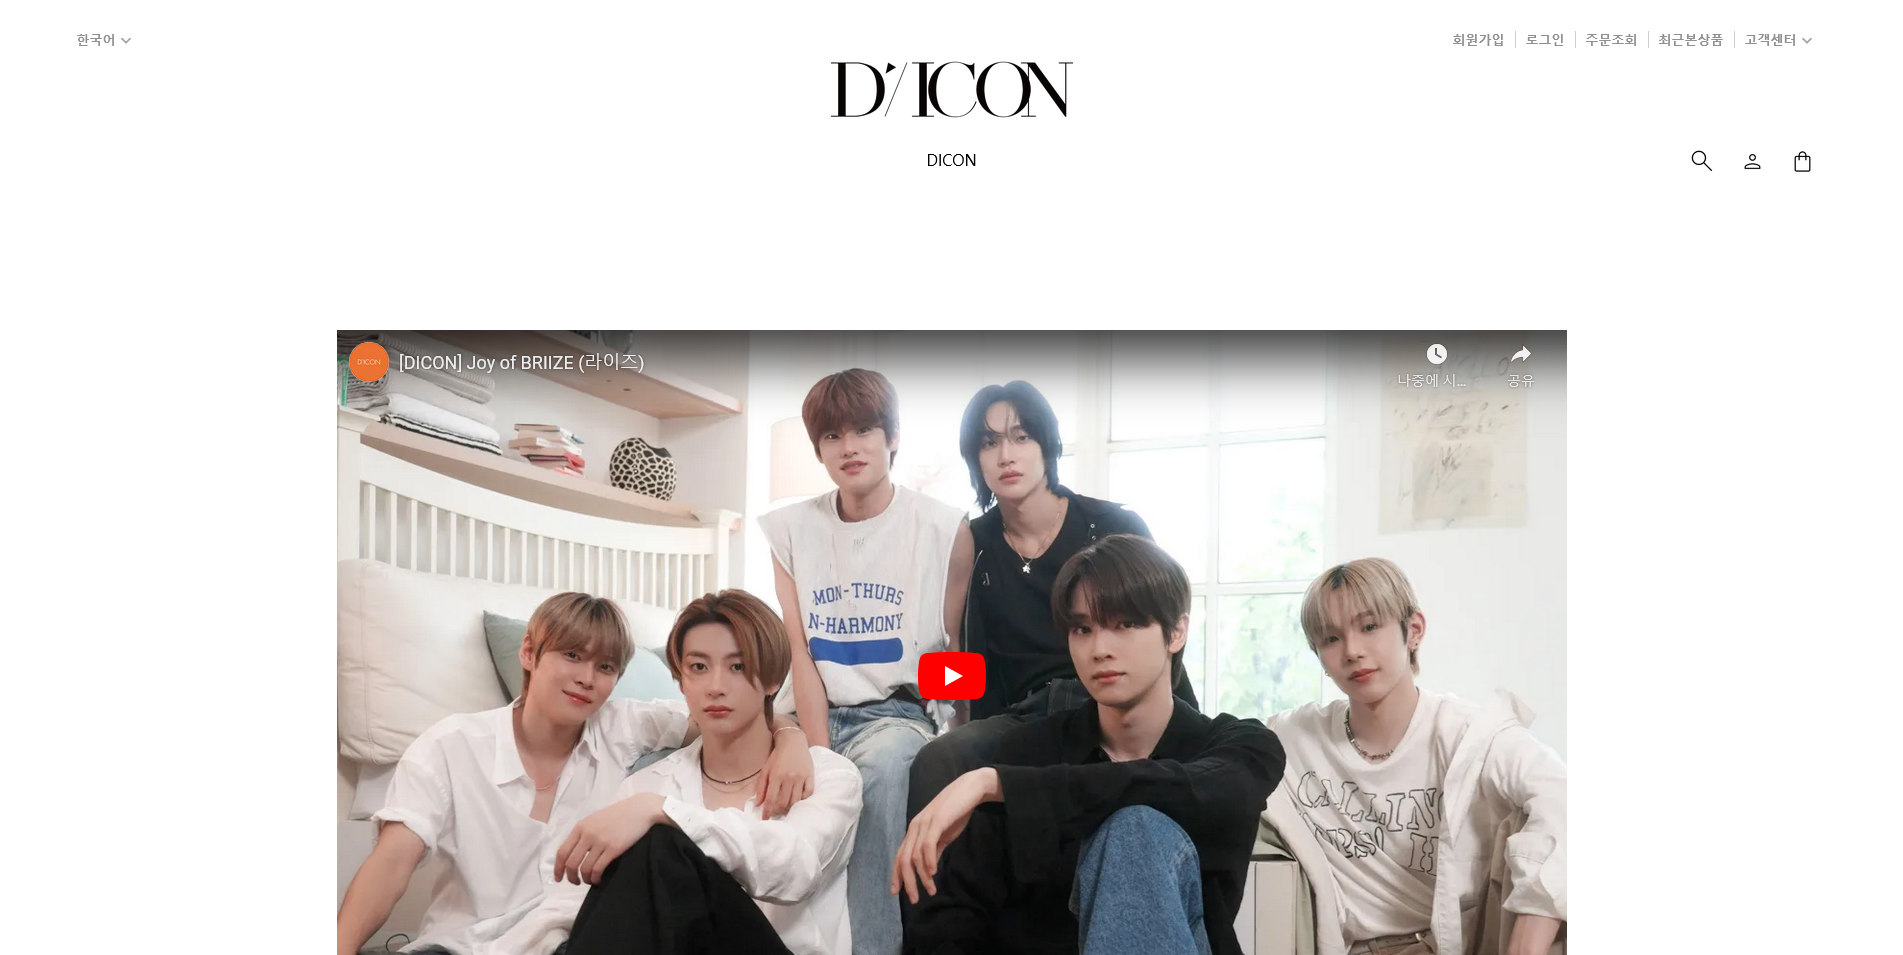 한국어
회원가입
로그인
주문조회
최근본상품
고객센터
D/ICON
DICON
DICON
[DICON] Joy of BRIIZE (라이즈)
나중에 시...
공유
MON-THURS
N-HARMONY
CALLING